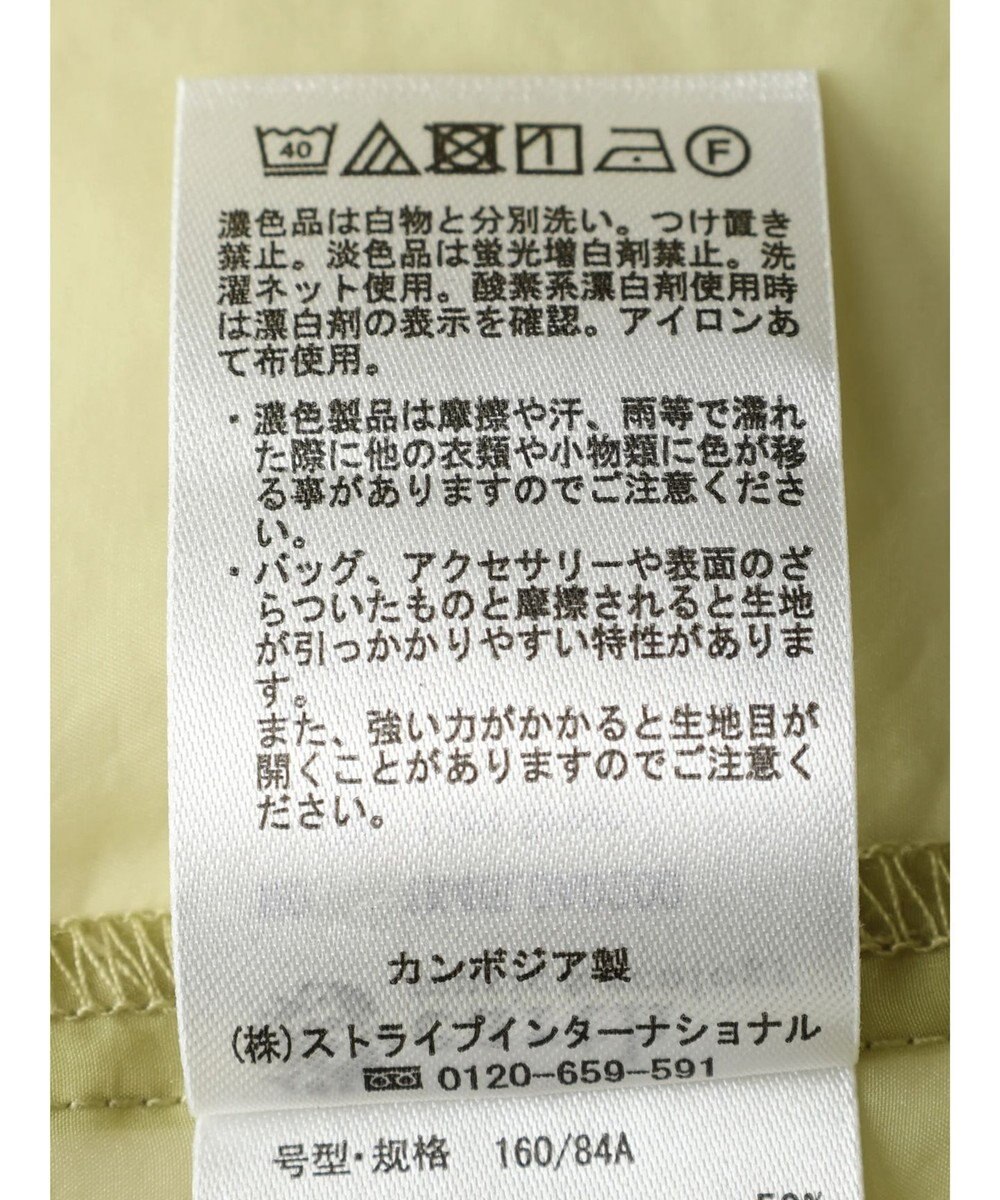 40 F
濃色品は白物と分別洗い。つけ置き
禁止。淡色品は蛍光増白剤禁止。洗
濯ネット使用。酸素系漂白剤使用時
は漂白剤の表示を確認。アイロンあ
て布使用。
・濃色製品は摩擦や汗、雨等で濡れ
た際に他の衣類や小物類に色が移
る事がありますのでご注意くださ
い。
・バッグ、アクセサリーや表面のざ
らついたものと摩擦されると生地
が引っかかりやすい特性がありま
す。
また、強い力がかかると生地目が
開くことがありますのでご注意く
ださい。
カンボジア製
(株)ストライプインターナショナル
0120-659-591
号型・规格 160/84A